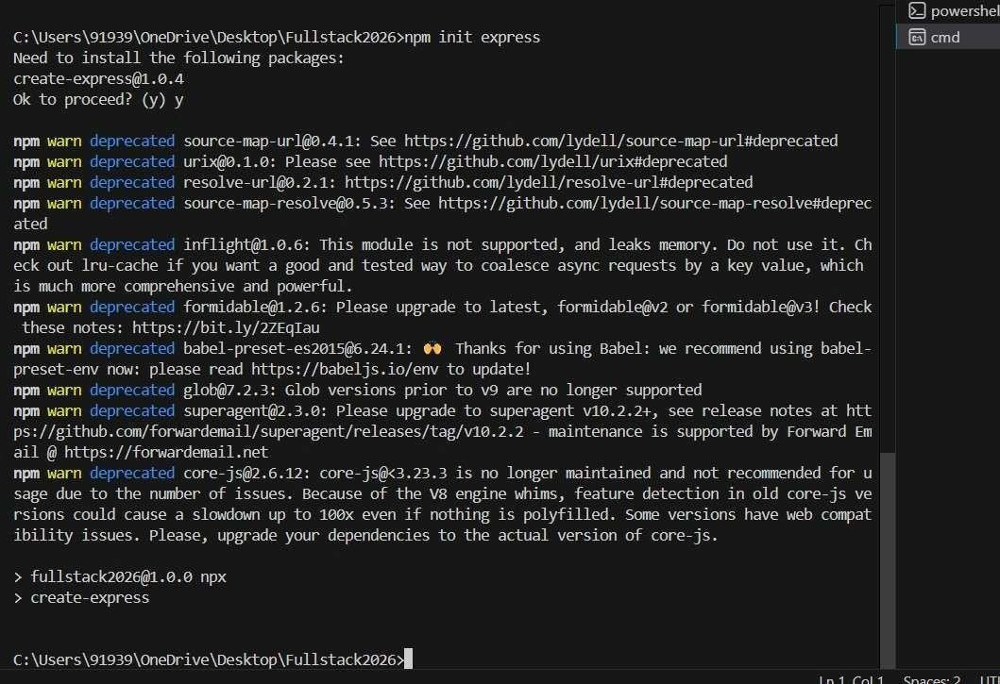 C:\Users\91939\OneDrive\Desktop\Fullstack2026>npm init express
Need to install the following packages:
create-express@1.0.4
Ok to proceed? (y) y
npm warn deprecated source-map-url@0.4.1: See https://github.com/lydell/source-map-url#deprecated
npm warn deprecated urix@0.1.0: Please see https://github.com/lydell/urix#deprecated
npm warn deprecated resolve-url@0.2.1: https://github.com/lydell/resolve-url#deprecated
npm warn deprecated source-map-resolve@0.5.3: See https://github.com/lydell/source-map-resolve#deprec
ated
npm warn deprecated inflight@1.0.6: This module is not supported, and leaks memory. Do not use it. Ch
eck out lru-cache if you want a good and tested way to coalesce async requests by a key value, which
is much more comprehensive and powerful.
npm warn deprecated formidable@1.2.6: Please upgrade to latest, formidable@v2 or formidable@v3! Check
these notes: https://bit.ly/2ZEqIau
npm warn deprecated babel-preset-es2015@6.24.1: 🙌 Thanks for using Babel: we recommend using babel-
preset-env now: please read https://babeljs.io/env to update!
npm warn deprecated glob@7.2.3: Glob versions prior to v9 are no longer supported
npm warn deprecated superagent@2.3.0: Please upgrade to superagent v10.2.2+, see release notes at htt
ps://github.com/forwardemail/superagent/releases/tag/v10.2.2 - maintenance is supported by Forward Em
ail @ https://forwardemail.net
npm warn deprecated core-js@2.6.12: core-js@<3.23.3 is no longer maintained and not recommended for u
sage due to the number of issues. Because of the V8 engine whims, feature detection in old core-js ve
rsions could cause a slowdown up to 100x even if nothing is polyfilled. Some versions have web compat
ibility issues. Please, upgrade your dependencies to the actual version of core-js.
> fullstack2026@1.0.0 npx
> create-express
C:\Users\91939\OneDrive\Desktop\Fullstack2026>
powershel
cmd
Ln 1, Col 1 Spaces: 2 UT